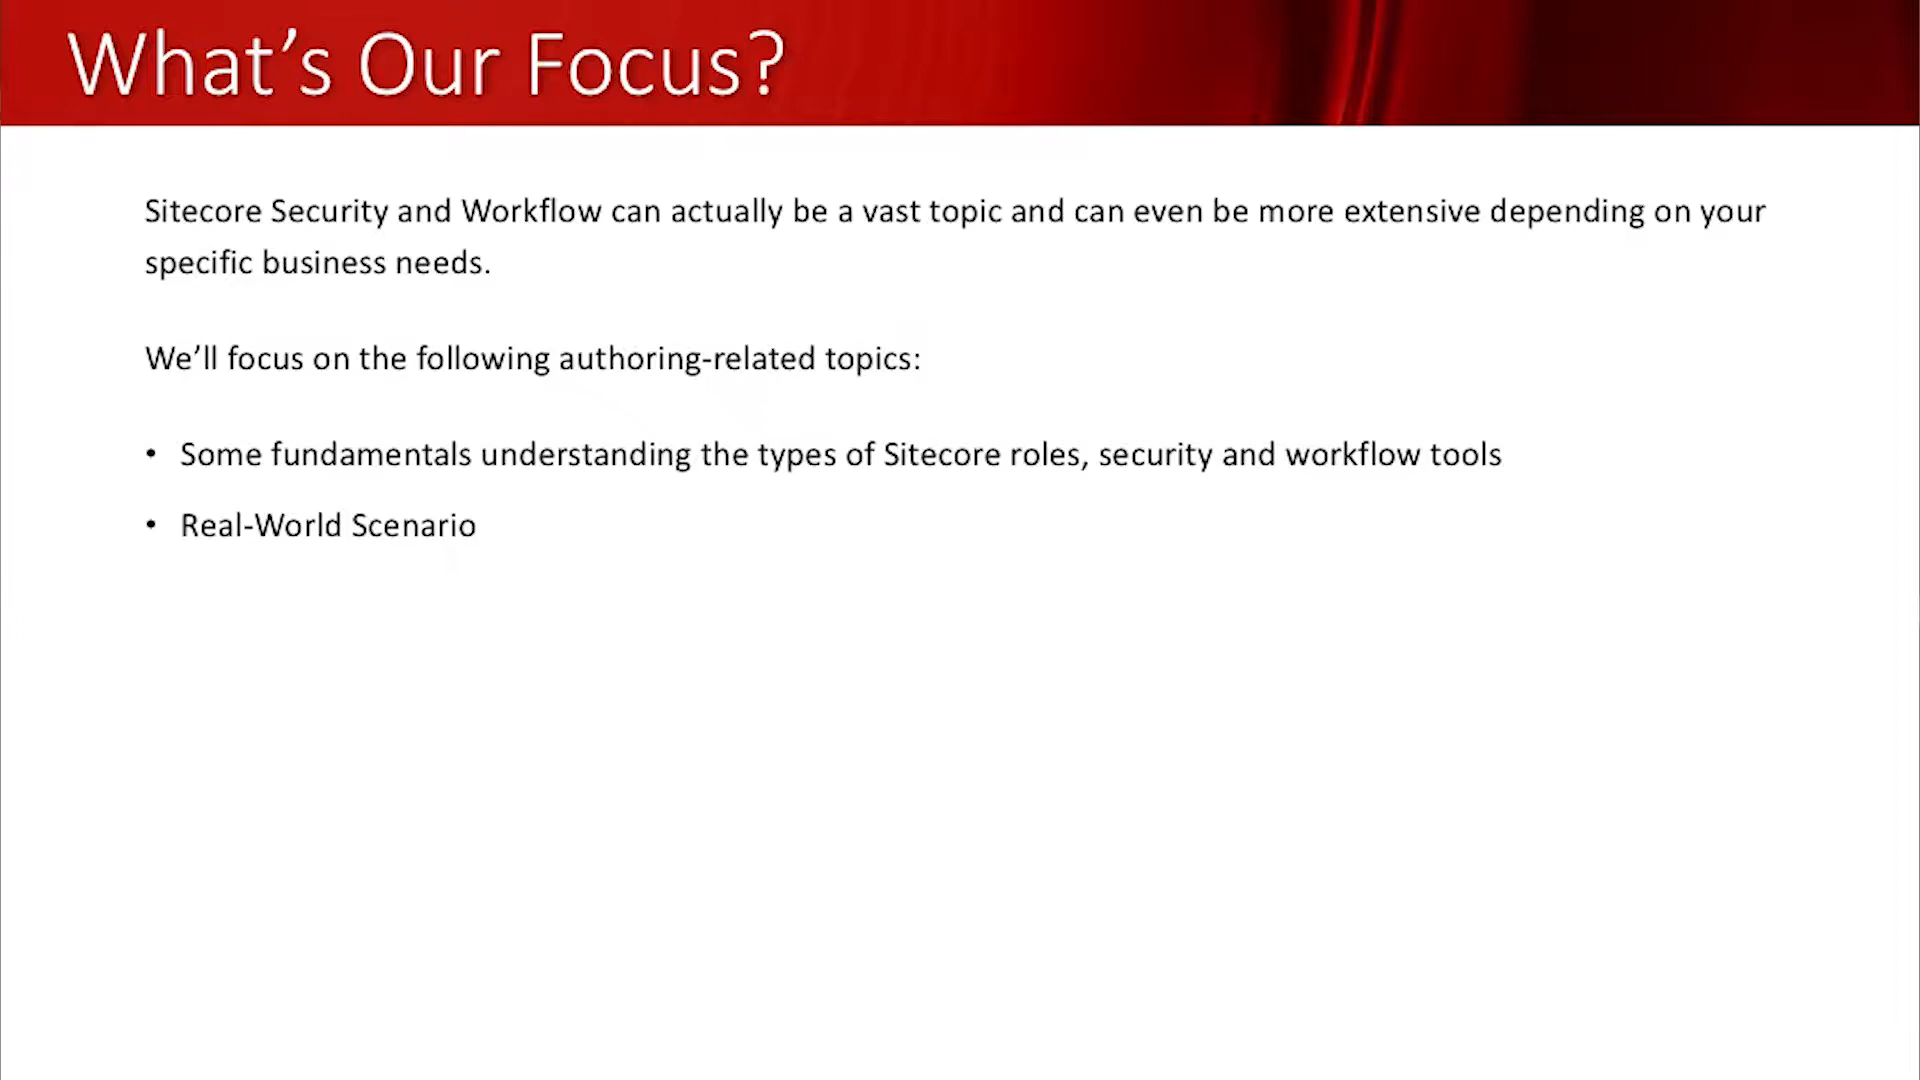 What’s Our Focus?
Sitecore Security and Workflow can actually be a vast topic and can even be more extensive depending on your
specific business needs.
We’ll focus on the following authoring-related topics:
• Some fundamentals understanding the types of Sitecore roles, security and workflow tools
• Real-World Scenario